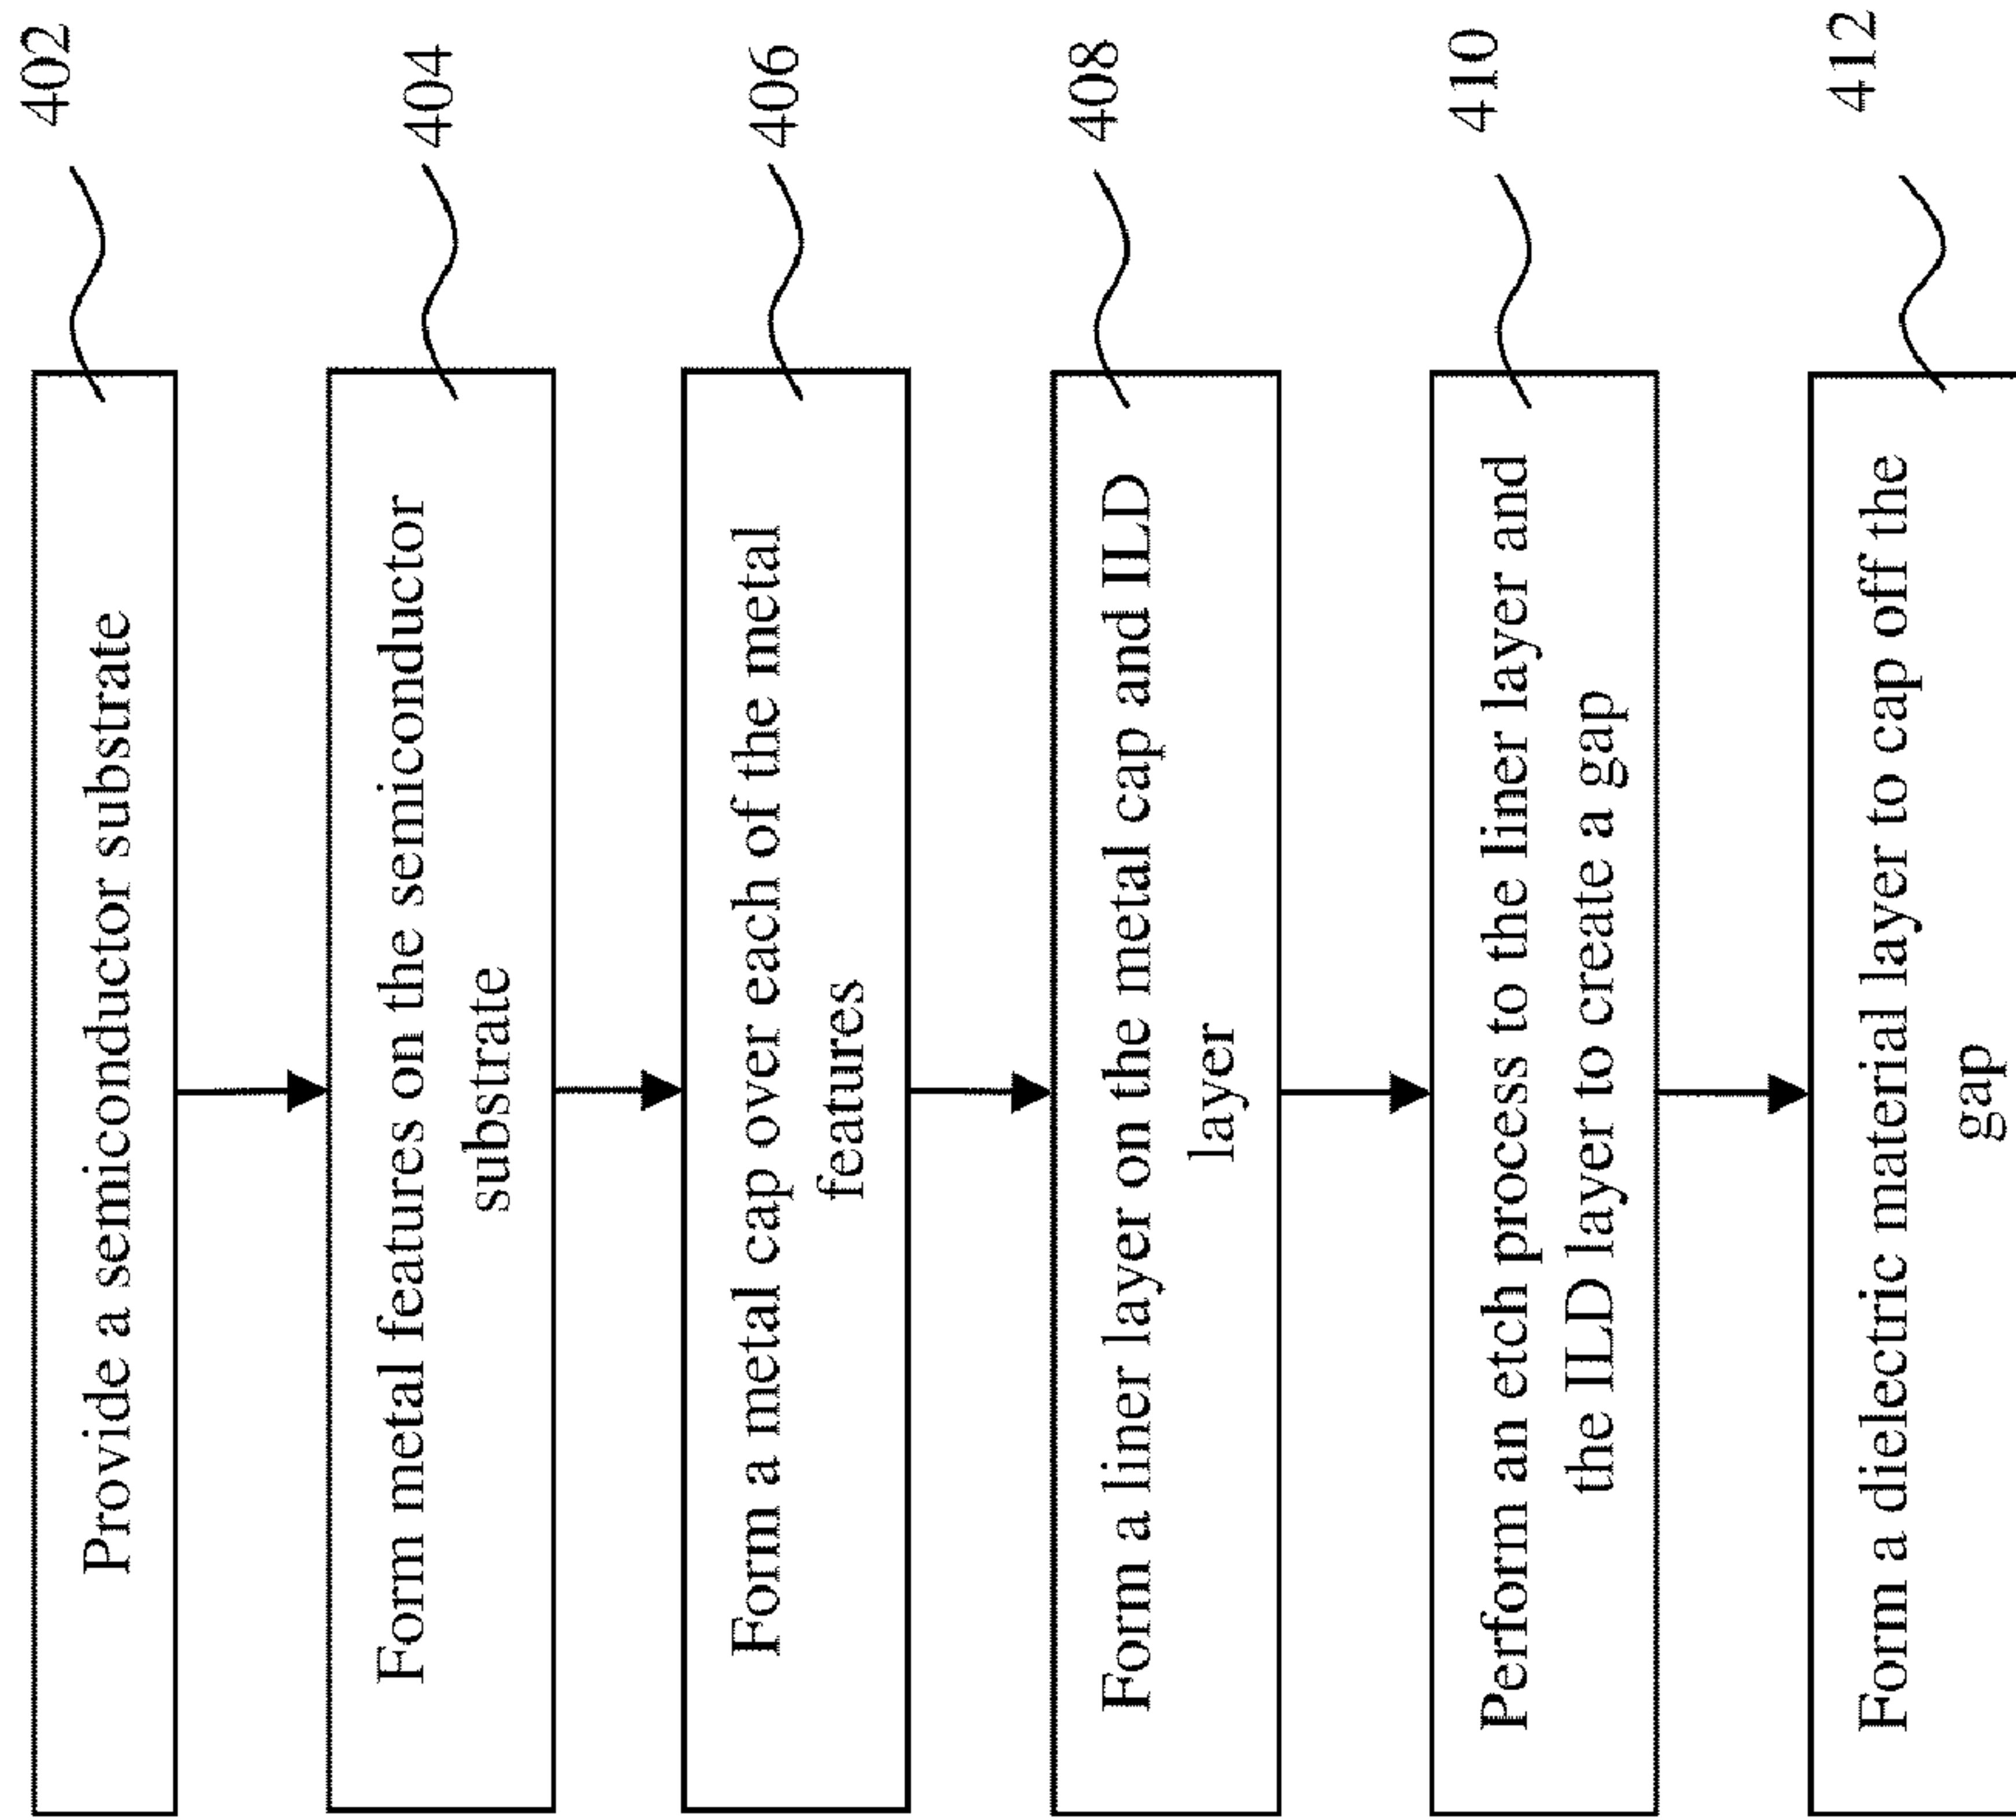 Provide a semiconductor substrate
402
Form metal features on the semiconductor
substrate
404
Form a metal cap over each of the metal
features
406
Form a liner layer on the metal cap and ILD
layer
408
Perform an etch process to the liner layer and
the ILD layer to create a gap
410
Form a dielectric material layer to cap off the
gap
412